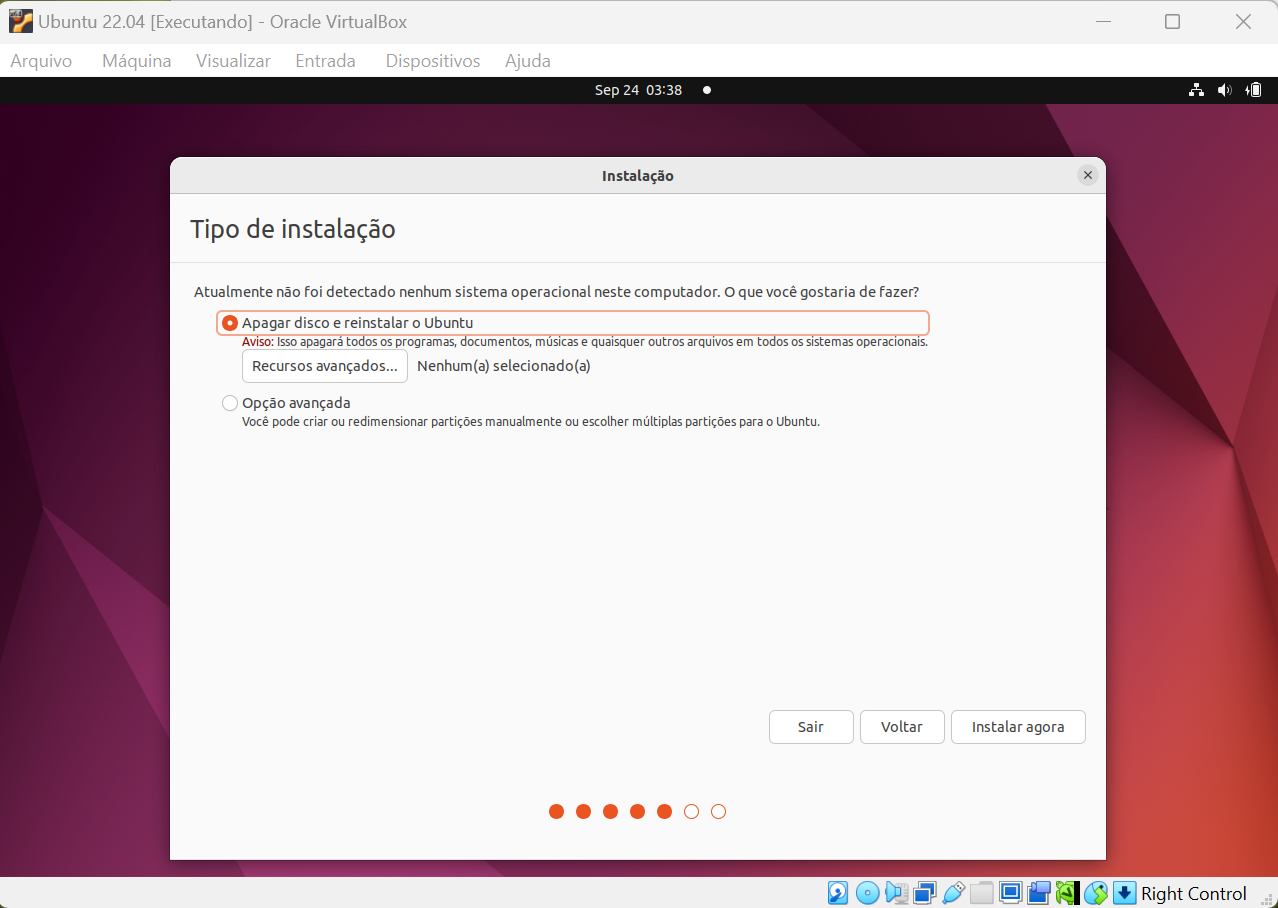 Ubuntu 22.04 [Executando] - Oracle VirtualBox
Arquivo Máquina Visualizar Entrada Dispositivos Ajuda
Sep 24 03:38
Instalação
Tipo de instalação
Atualmente não foi detectado nenhum sistema operacional neste computador. O que você gostaria de fazer?
Apagar disco e reinstalar o Ubuntu
Aviso: Isso apagará todos os programas, documentos, músicas e quaisquer outros arquivos em todos os sistemas operacionais.
Recursos avançados... Nenhum(a) selecionado(a)
Opção avançada
Você pode criar ou redimensionar partições manualmente ou escolher múltiplas partições para o Ubuntu.
Sair Voltar Instalar agora
Right Control